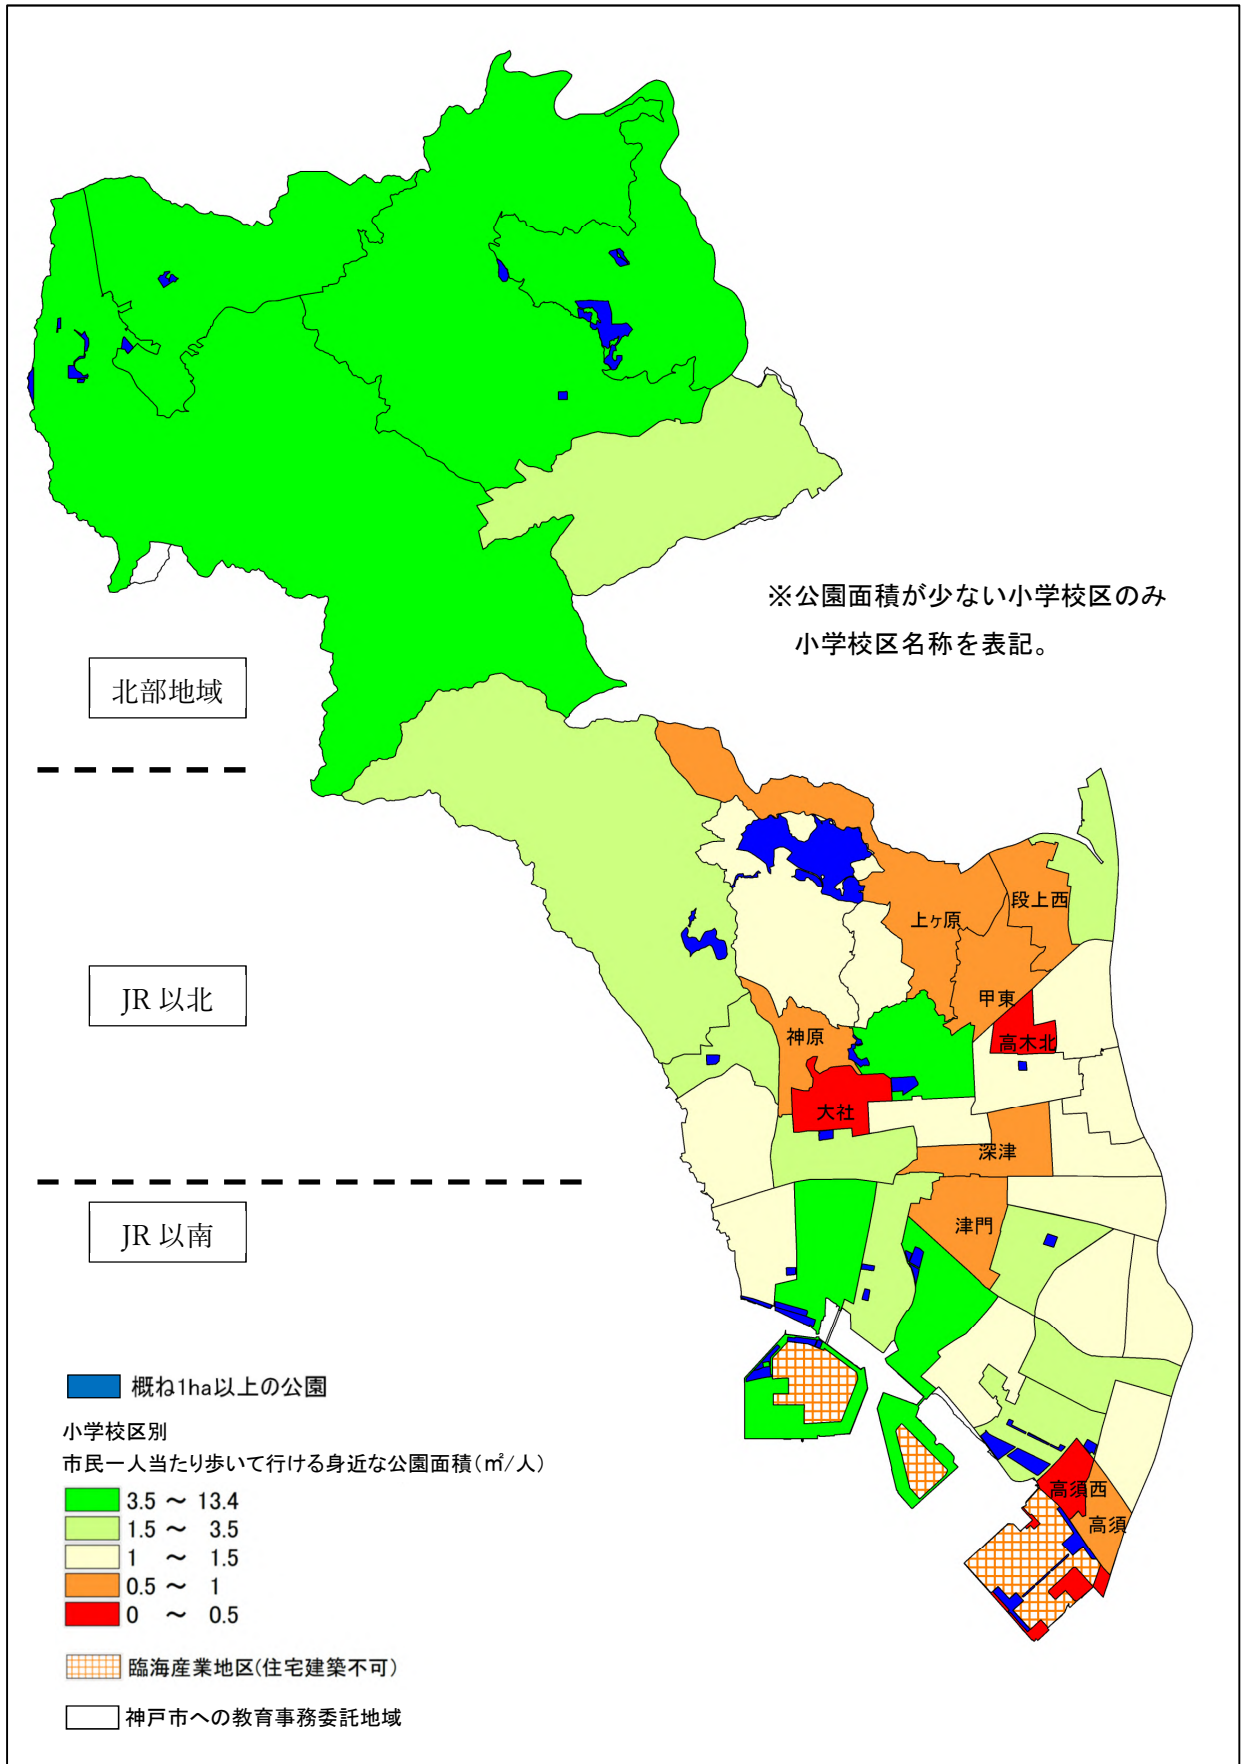 ※公園面積が少ない小学校区のみ
小学校区名称を表記。
北部地域
段上西
上ヶ原
JR 以北
甲東
神原
高木北
大社
深津
JR 以南
津門
概ね1ha以上の公園
小学校区別
市民一人当たり歩いて行ける身近な公園面積(㎡/人)
高須西
3.5 ~ 13.4
高須
1.5 ~ 3.5
1 ~ 1.5
0.5 ~ 1
0 ~ 0.5
臨海産業地区(住宅建築不可)
神戸市への教育事務委託地域